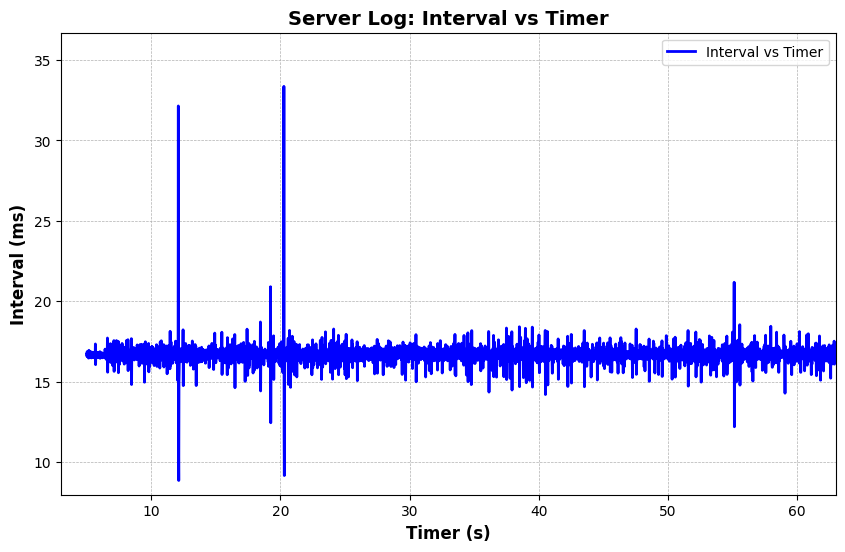 Server Log: Interval vs Timer
Interval vs Timer
35
30
25
20
15
10
Interval (ms)
10 20 30 40 50 60
Timer (s)